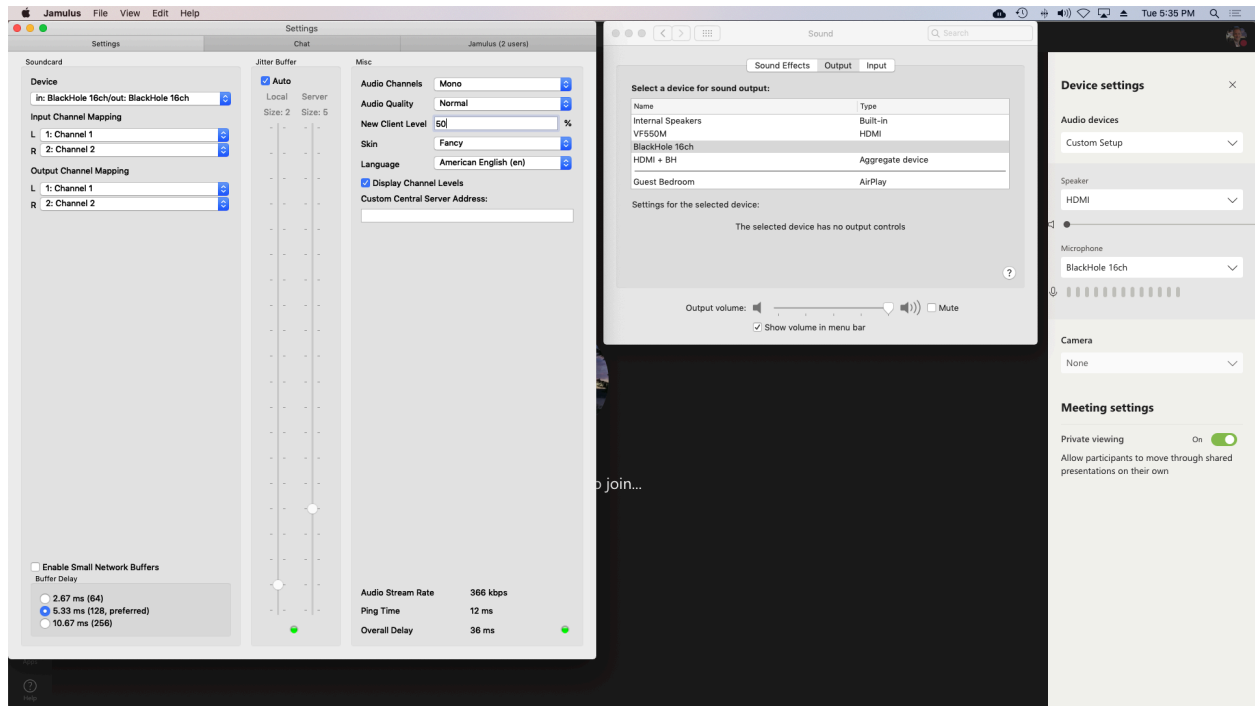 Jamulus File View Edit Help
Tue 5:35 PM
Settings
Settings Chat Jamulus (2 users)
Soundcard
Device
in: BlackHole 16ch/out: BlackHole 16ch
Input Channel Mapping
L 1: Channel 1
R 2: Channel 2
Output Channel Mapping
L 1: Channel 1
R 2: Channel 2
Enable Small Network Buffers
Buffer Delay
2.67 ms (64)
5.33 ms (128, preferred)
10.67 ms (256)
Jitter Buffer
Auto
Local Server
Size: 2 Size: 5
Misc
Audio Channels Mono
Audio Quality Normal
New Client Level 50 %
Skin Fancy
Language American English (en)
Display Channel Levels
Custom Central Server Address:
Audio Stream Rate 366 kbps
Ping Time 12 ms
Overall Delay 36 ms
Sound
Search
Sound Effects Output Input
Select a device for sound output:
Name Type
Internal Speakers Built-in
VF550M HDMI
BlackHole 16ch
HDMI + BH Aggregate device
Guest Bedroom AirPlay
Settings for the selected device:
The selected device has no output controls
?
Output volume: Mute
Show volume in menu bar
o join...
Device settings
Audio devices
Custom Setup
Speaker
HDMI
Microphone
BlackHole 16ch
Camera
None
Meeting settings
Private viewing On
Allow participants to move through shared
presentations on their own
Apps
Help